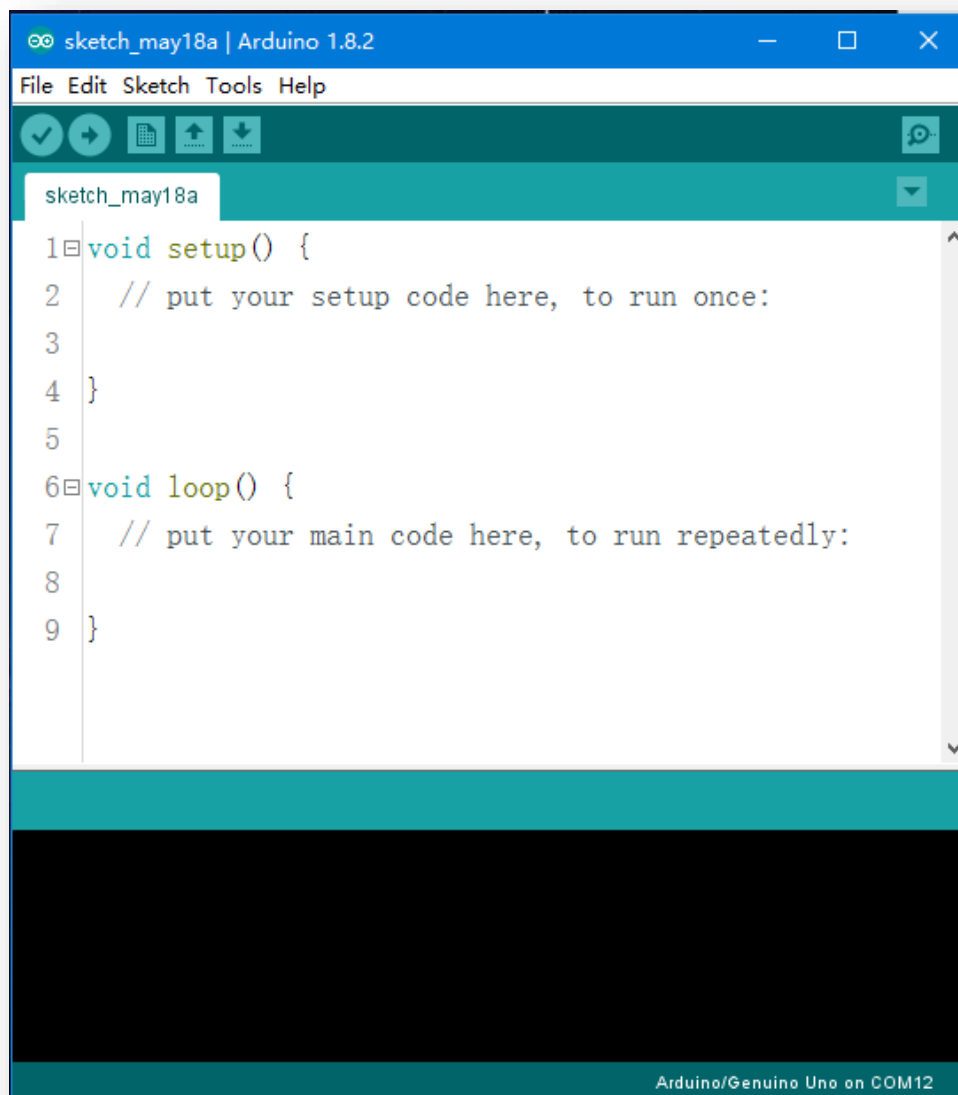 sketch_may18a | Arduino 1.8.2
File Edit Sketch Tools Help
sketch_may18a
1 void setup() {
2 // put your setup code here, to run once:
3
4 }
5
6 void loop() {
7 // put your main code here, to run repeatedly:
8
9 }
Arduino/Genuino Uno on COM12